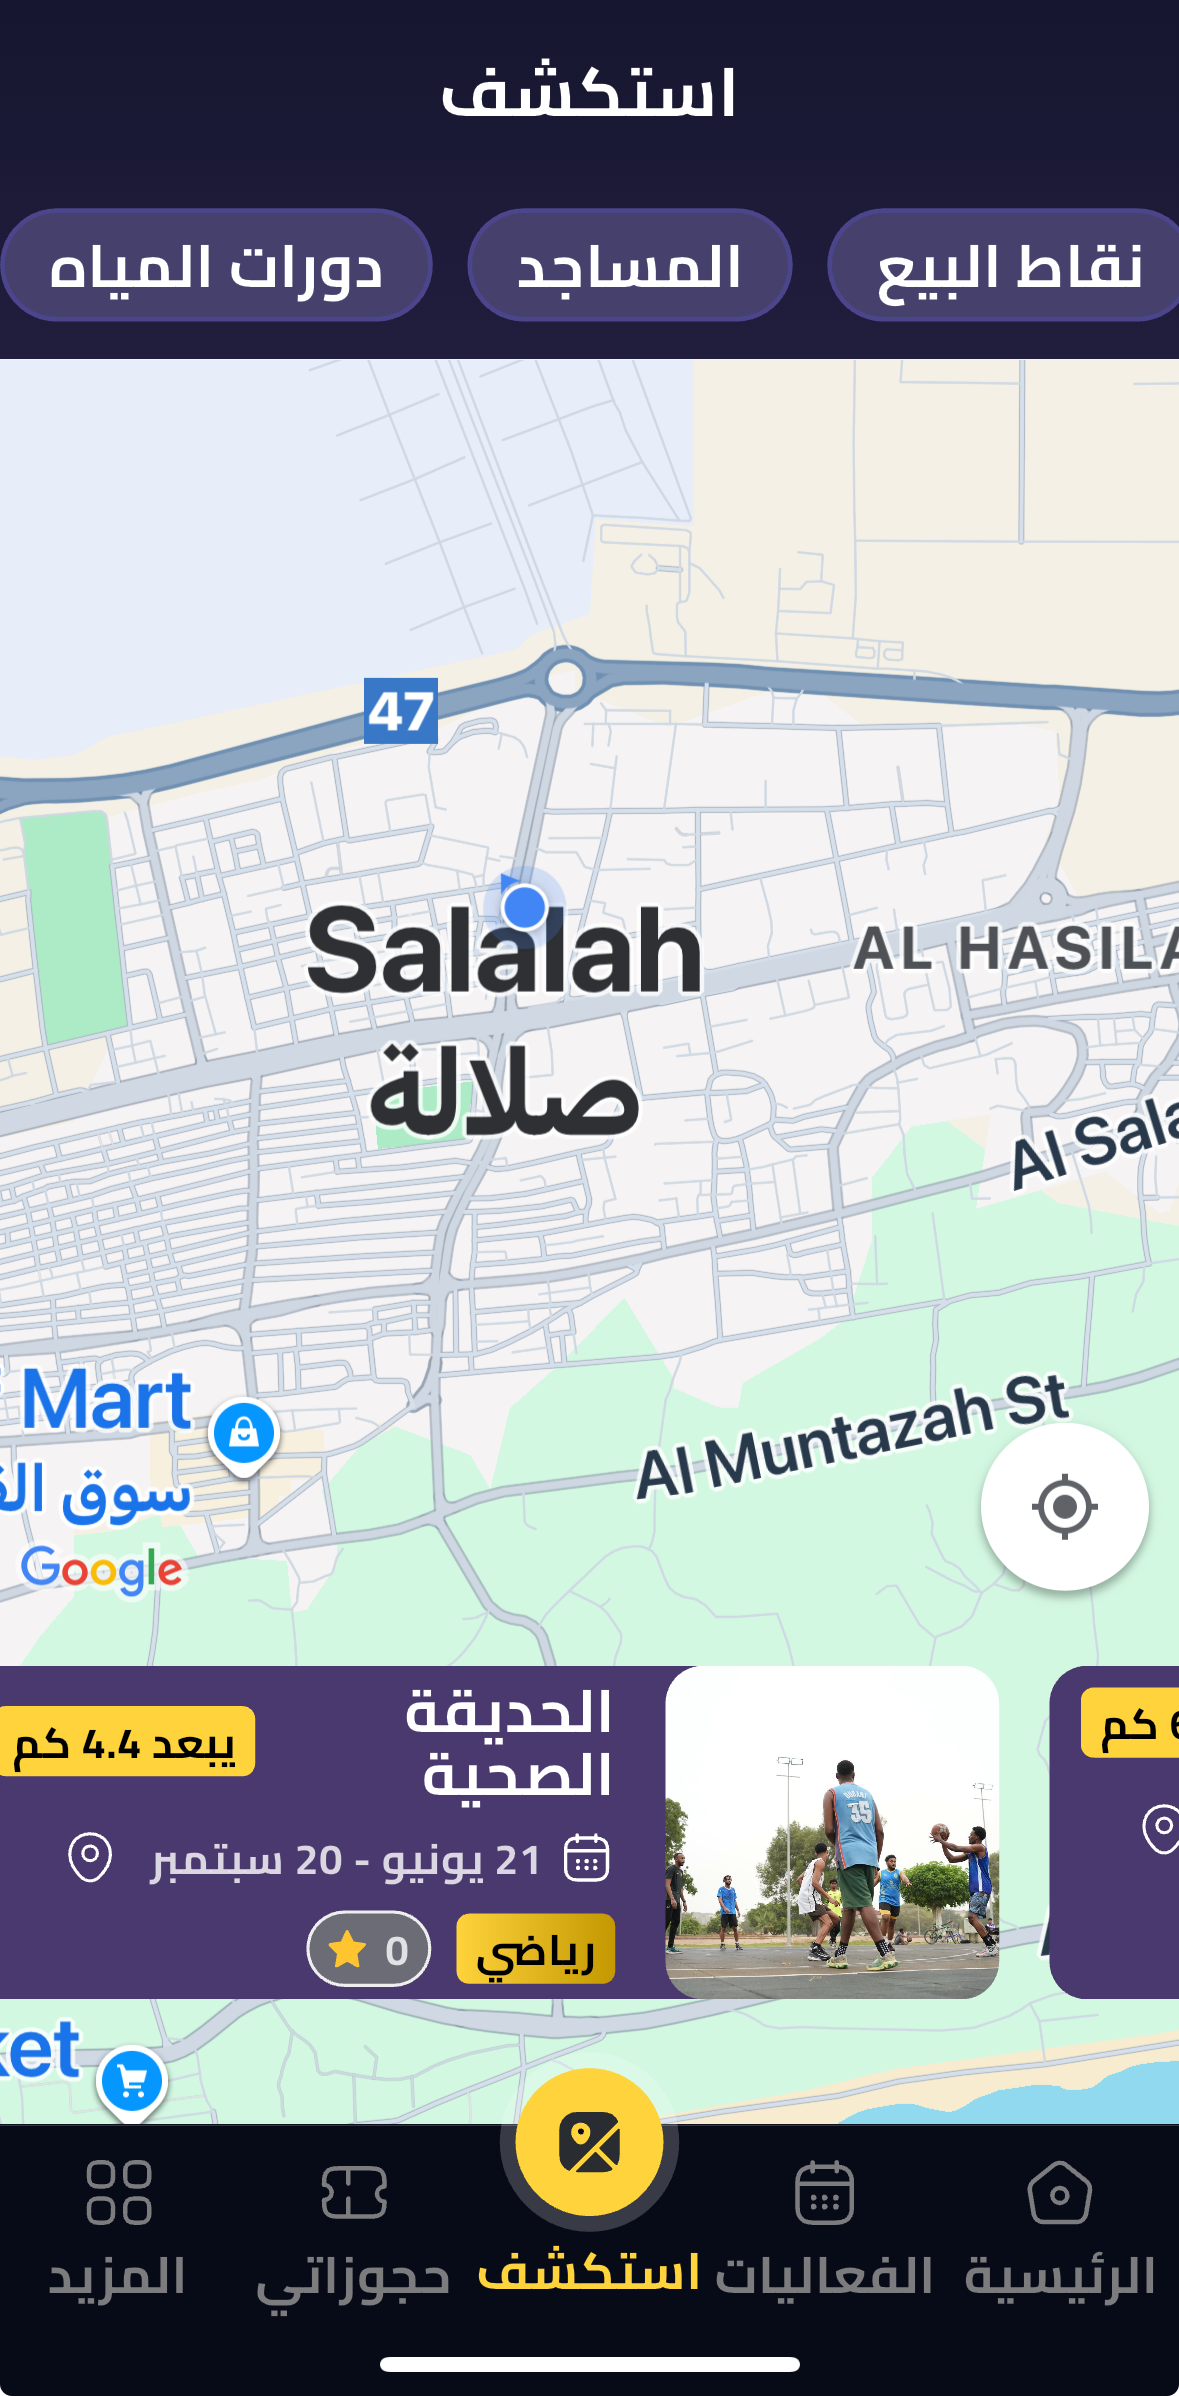 استكشف
نقاط البيع
المساجد
دورات المياه
47
Salalah
صلالة
AL HASILA
Al Sala
Mart
سوق
Al Muntazah St
Google
كم
الحديقة
الصحية
يبعد 4.4 كم
21 يونيو - 20 سبتمبر
رياضي
0
35
ket
الرئيسية
الفعاليات
استكشف
حجوزاتي
المزيد